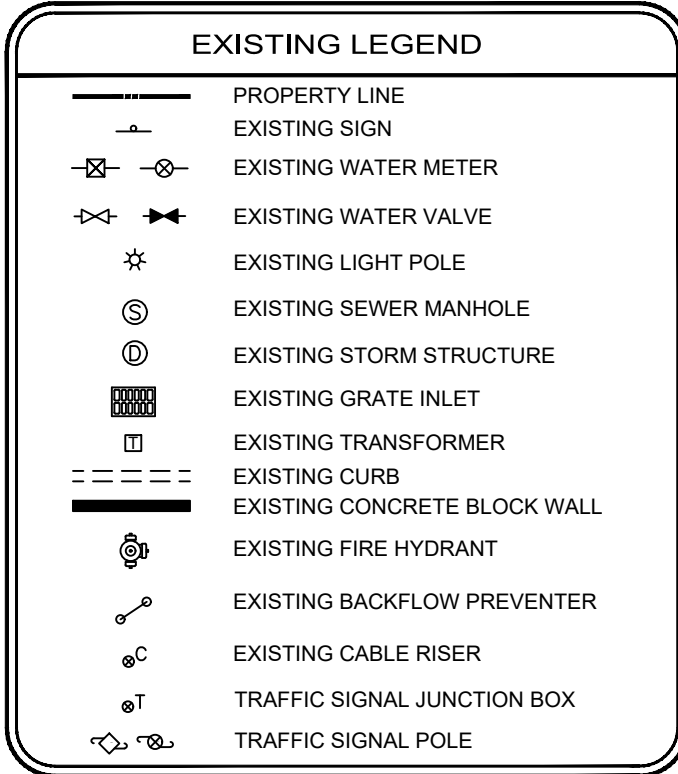 EXISTING LEGEND
PROPERTY LINE
EXISTING SIGN
EXISTING WATER METER
EXISTING WATER VALVE
EXISTING LIGHT POLE
S EXISTING SEWER MANHOLE
D EXISTING STORM STRUCTURE
EXISTING GRATE INLET
T EXISTING TRANSFORMER
EXISTING CURB
EXISTING CONCRETE BLOCK WALL
EXISTING FIRE HYDRANT
EXISTING BACKFLOW PREVENTER
C EXISTING CABLE RISER
T TRAFFIC SIGNAL JUNCTION BOX
TRAFFIC SIGNAL POLE